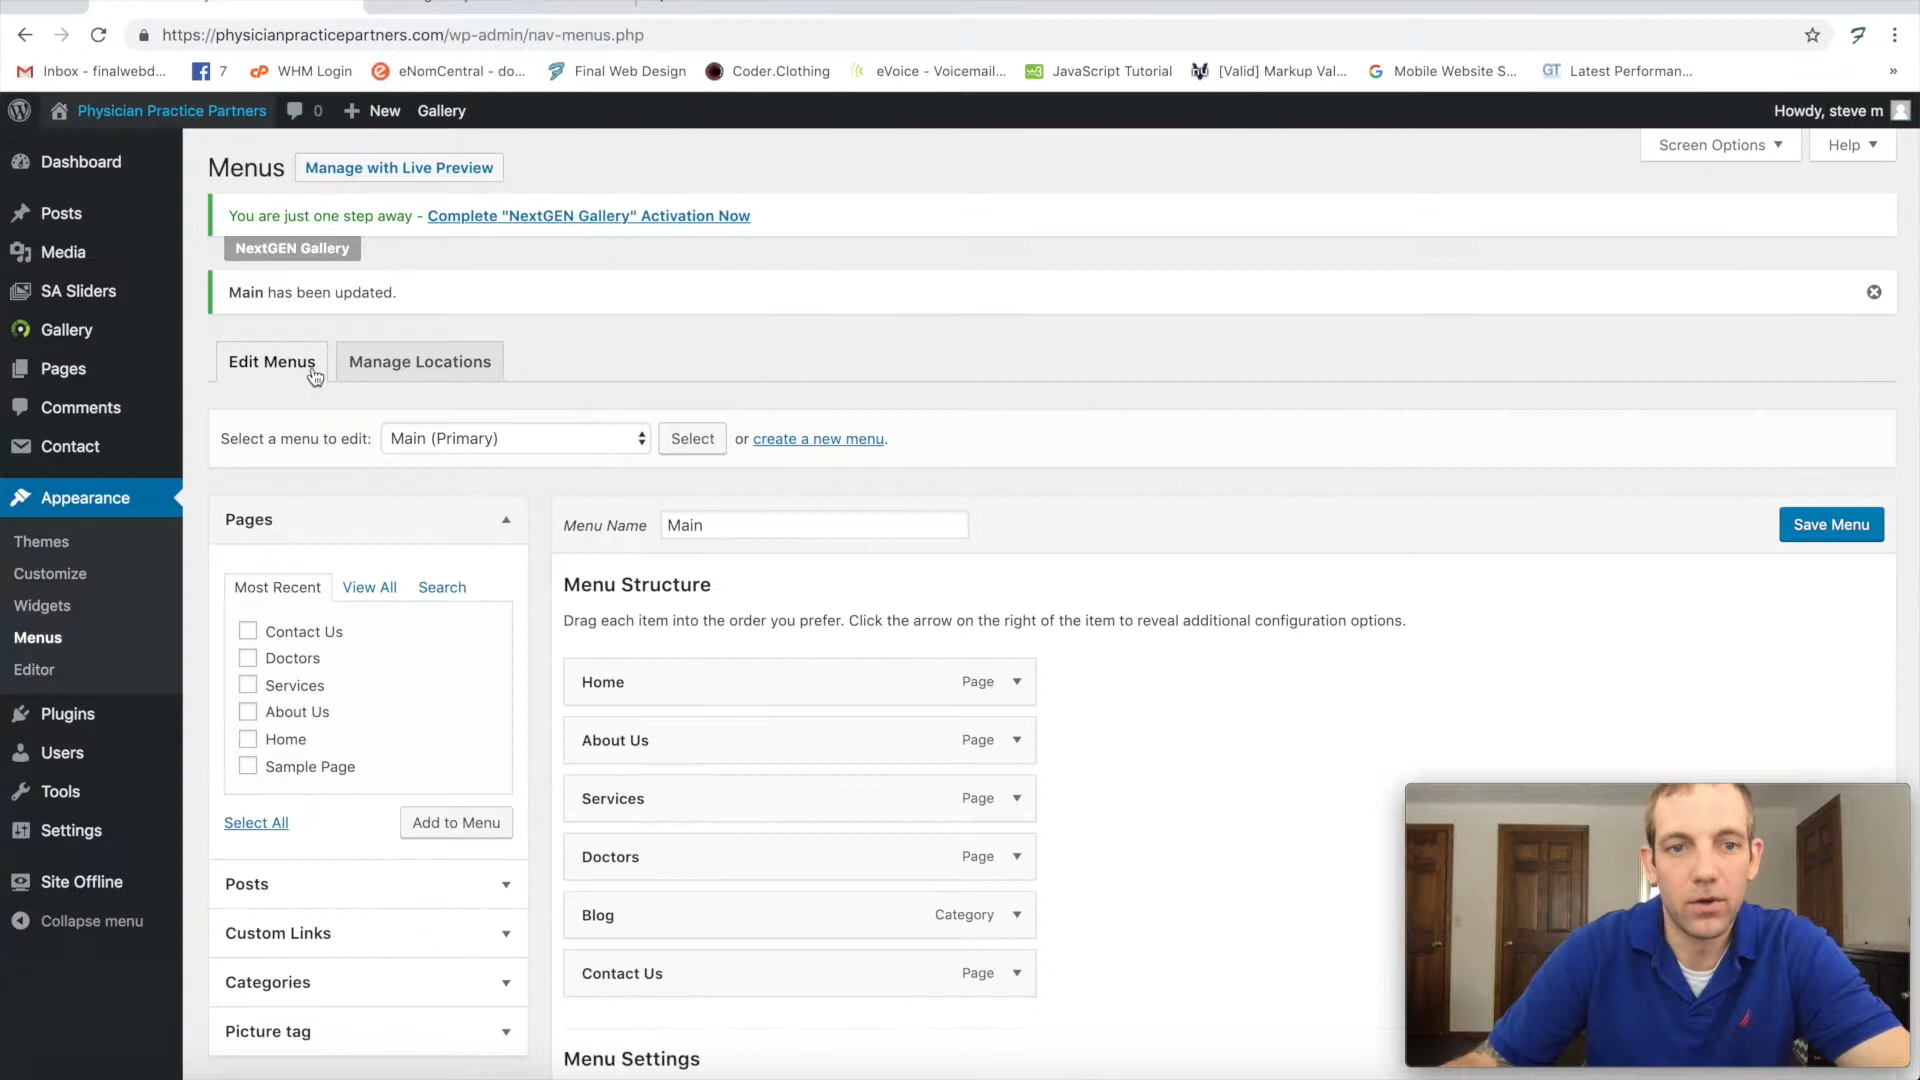 https://physicianpracticepartners.com/wp-admin/nav-menus.php
Inbox - finalwebd... 7 WHM Login eNomCentral - do... Final Web Design Coder.Clothing eVoice - Voicemail... JavaScript Tutorial [Valid] Markup Val... Mobile Website S... GT Latest Performan... »
Physician Practice Partners 0 New Gallery Howdy, steve m
Screen Options Help
Menus Manage with Live Preview
You are just one step away - Complete "NextGEN Gallery" Activation Now
NextGEN Gallery
Main has been updated.
Edit Menus Manage Locations
Select a menu to edit: Main (Primary) Select or create a new menu.
Dashboard
Posts
Media
SA Sliders
Gallery
Pages
Comments
Contact
Appearance
Themes
Customize
Widgets
Menus
Editor
Plugins
Users
Tools
Settings
Site Offline
Collapse menu
Pages
Most Recent View All Search
Contact Us
Doctors
Services
About Us
Home
Sample Page
Select All Add to Menu
Posts
Custom Links
Categories
Picture tag
Menu Name Main Save Menu
Menu Structure
Drag each item into the order you prefer. Click the arrow on the right of the item to reveal additional configuration options.
Home Page
About Us Page
Services Page
Doctors Page
Blog Category
Contact Us Page
Menu Settings